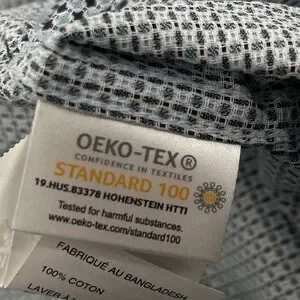 OEKO-TEX®
CONFIDENCE IN TEXTILES
STANDARD 100
19.HUS.83378 HOHENSTEIN HTTI
Tested for harmful substances.
www.oeko-tex.com/standard100
FABRIQUÉ AU BANGLADESH
100% COTON
LAVER À